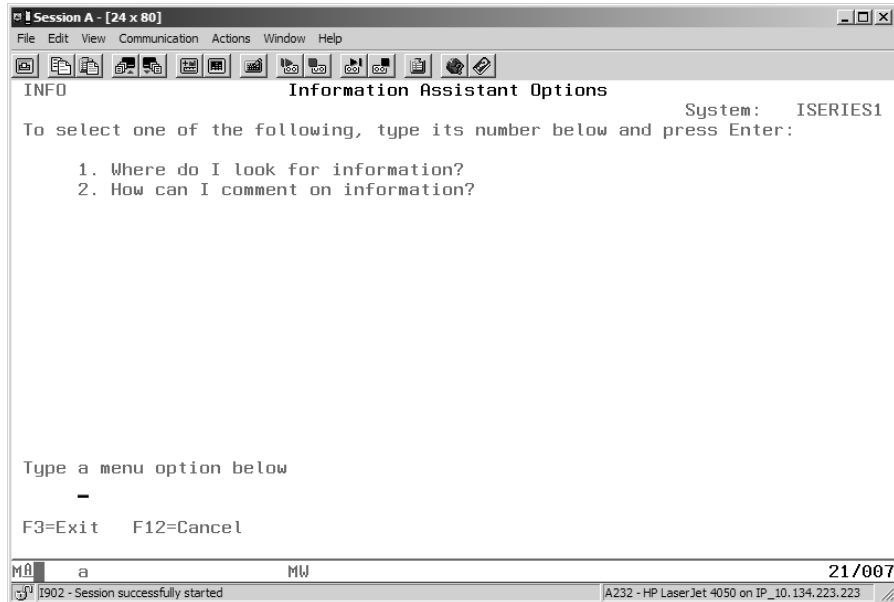 Session A - [24 x 80]
File Edit View Communication Actions Window Help
INFO Information Assistant Options
System: ISERIES1
To select one of the following, type its number below and press Enter:
1. Where do I look for information?
2. How can I comment on information?
Type a menu option below
F3=Exit F12=Cancel
MA a MW 21/007
I902 - Session successfully started A232 - HP LaserJet 4050 on IP_10.134.223.223